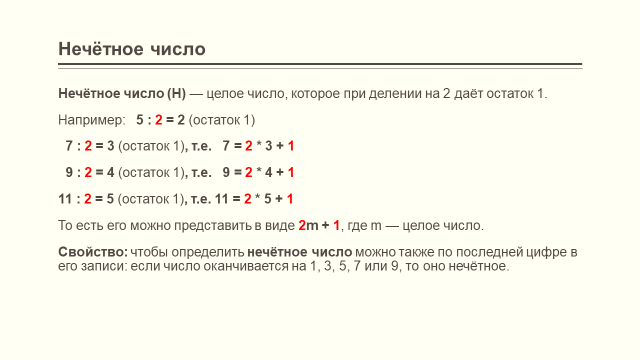 Нечётное число
Нечётное число (Н) — целое число, которое при делении на 2 даёт остаток 1.
Например: 5 : 2 = 2 (остаток 1)
7 : 2 = 3 (остаток 1), т.е. 7 = 2 * 3 + 1
9 : 2 = 4 (остаток 1), т.е. 9 = 2 * 4 + 1
11 : 2 = 5 (остаток 1), т.е. 11 = 2 * 5 + 1
То есть его можно представить в виде 2m + 1, где m — целое число.
Свойство: чтобы определить нечётное число можно также по последней цифре в
его записи: если число оканчивается на 1, 3, 5, 7 или 9, то оно нечётное.